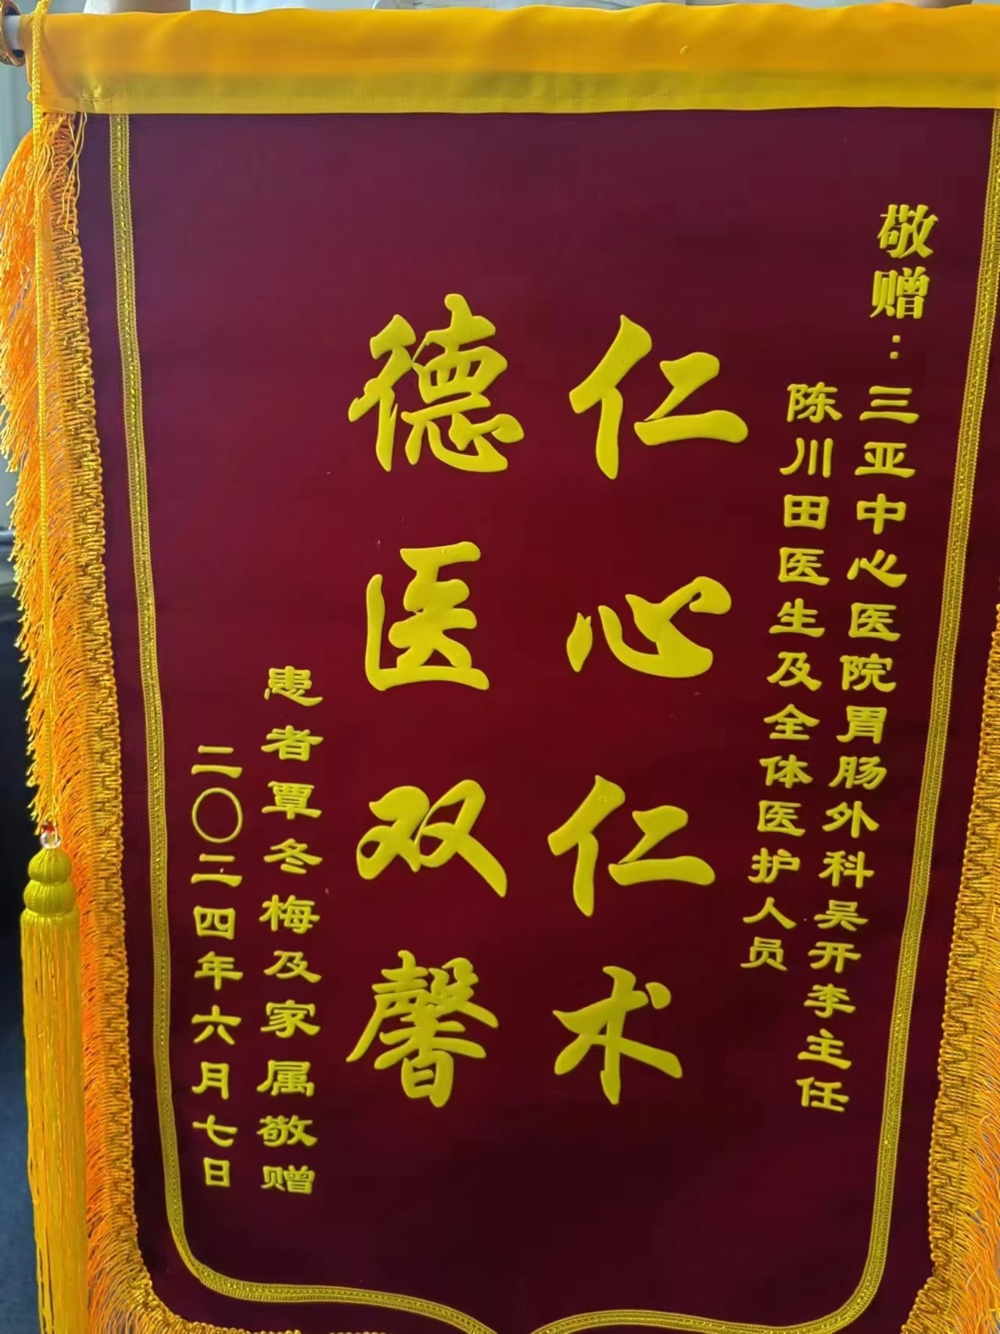 敬赠：三亚中心医院胃肠外科吴开李主任
陈川田医生及全体医护人员
仁心仁术
德医双馨
患者覃冬梅及家属敬赠
二〇二四年六月七日